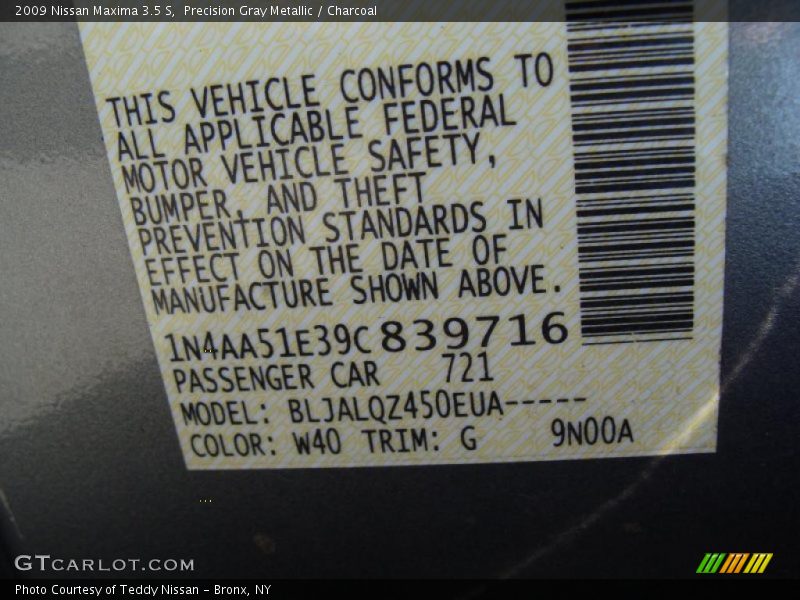 2009 Nissan Maxima 3.5 S,  Precision Gray Metallic / Charcoal
THIS VEHICLE CONFORMS TO
ALL APPLICABLE FEDERAL
MOTOR VEHICLE SAFETY,
BUMPER, AND THEFT
PREVENTION STANDARDS IN
EFFECT ON THE DATE OF
MANUFACTURE SHOWN ABOVE.
1N4AA51E39C839716
PASSENGER CAR 721
MODEL: BLJALQZ450EUA-----
COLOR: W40 TRIM: G 9N00A
GTCARLOT.COM
Photo Courtesy of Teddy Nissan - Bronx, NY